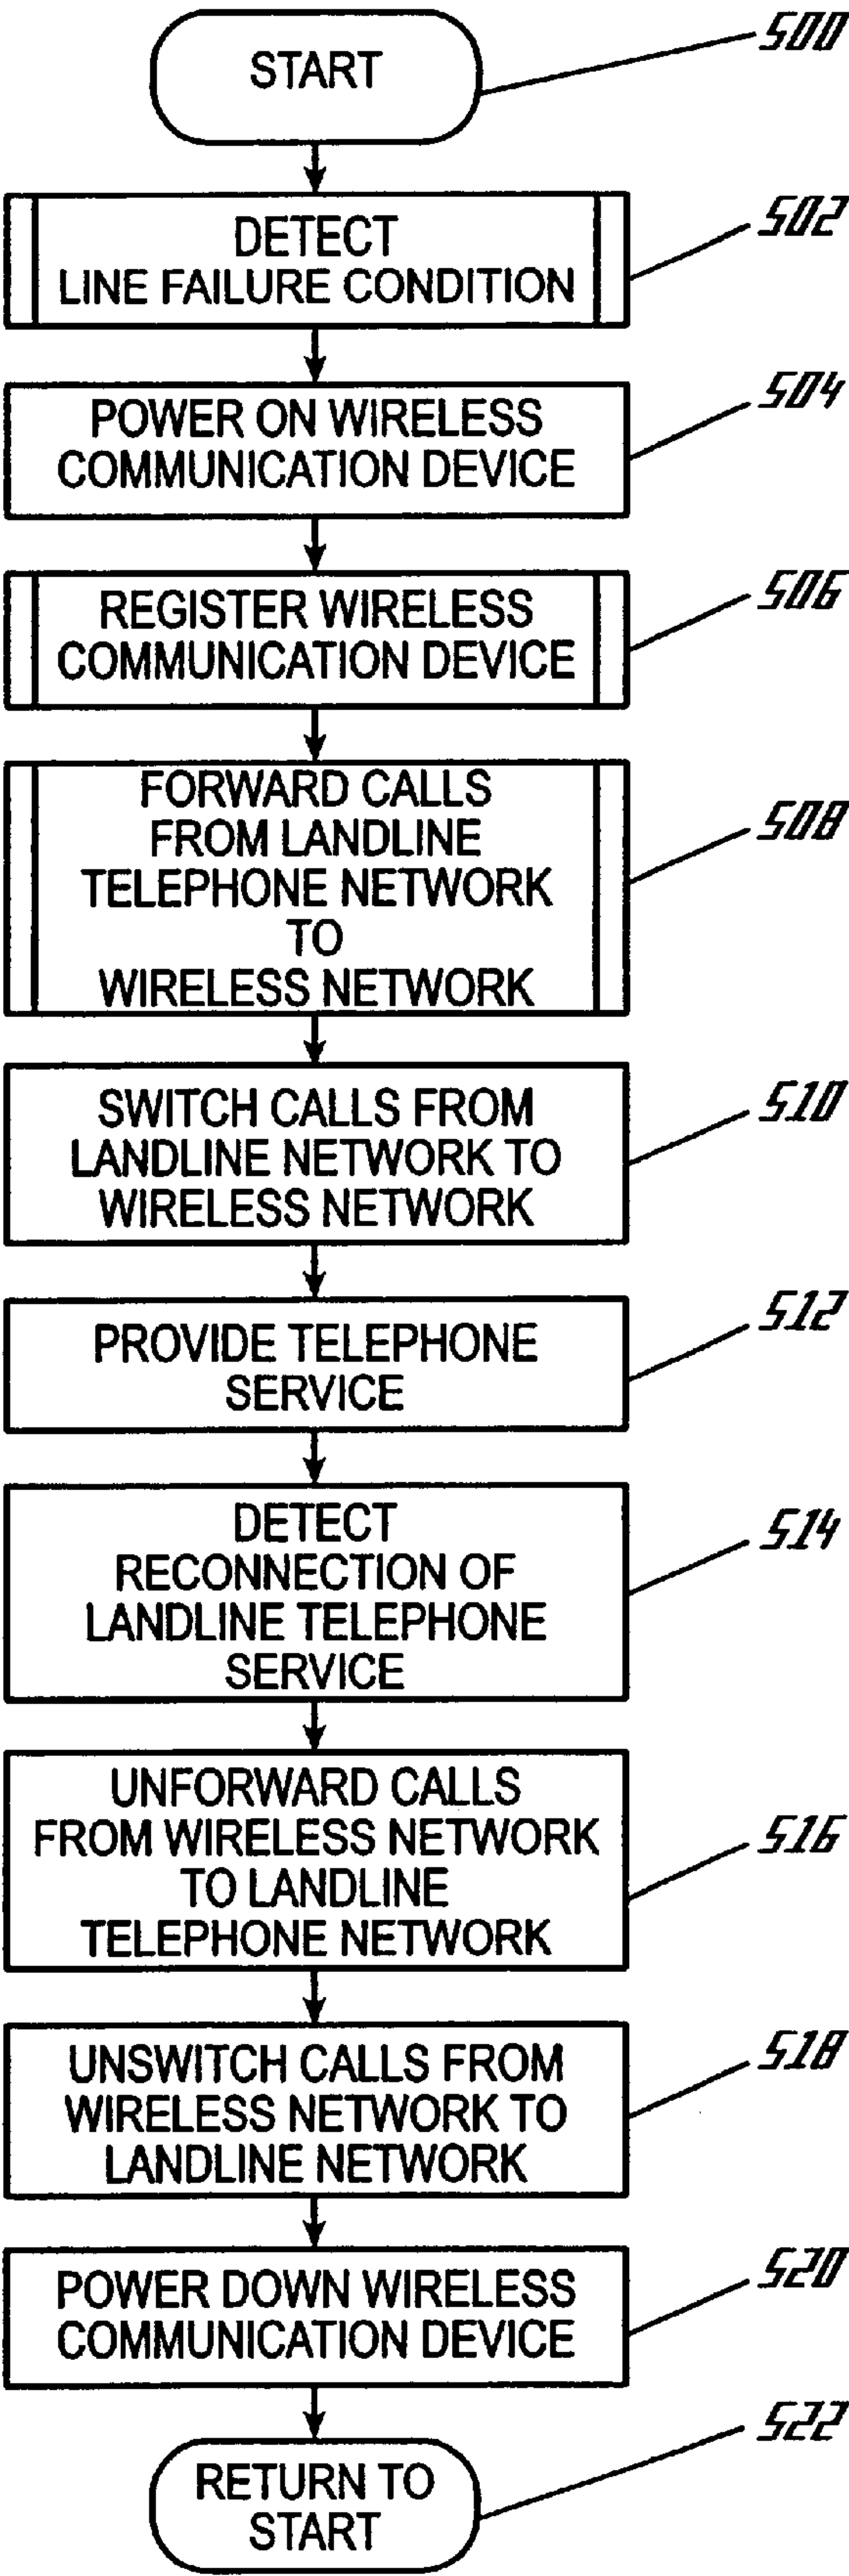 START
500
DETECT
LINE FAILURE CONDITION
502
POWER ON WIRELESS
COMMUNICATION DEVICE
504
REGISTER WIRELESS
COMMUNICATION DEVICE
506
FORWARD CALLS
FROM LANDLINE
TELEPHONE NETWORK
TO
WIRELESS NETWORK
508
SWITCH CALLS FROM
LANDLINE NETWORK TO
WIRELESS NETWORK
510
PROVIDE TELEPHONE
SERVICE
512
DETECT
RECONNECTION OF
LANDLINE TELEPHONE
SERVICE
514
UNFORWARD CALLS
FROM WIRELESS NETWORK
TO LANDLINE
TELEPHONE NETWORK
516
UNSWITCH CALLS FROM
WIRELESS NETWORK TO
LANDLINE NETWORK
518
POWER DOWN WIRELESS
COMMUNICATION DEVICE
520
RETURN TO
START
522